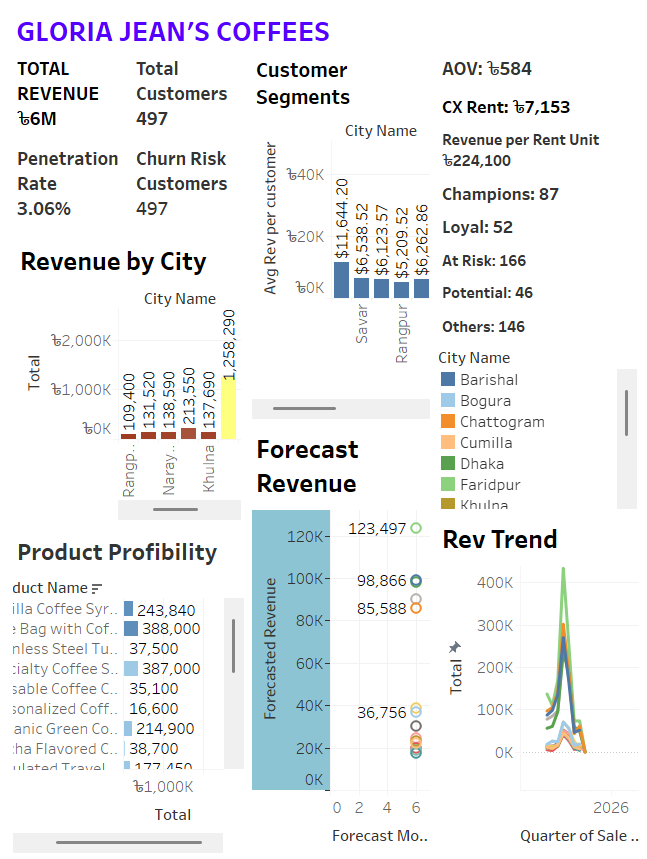 GLORIA JEAN'S COFFEES
TOTAL
REVENUE
৳6M
Total
Customers
497
Penetration
Rate
3.06%
Churn Risk
Customers
497
Customer
Segments
City Name
Avg Rev per customer
৳40K
৳20K
৳0K
$11,644.20
$6,538.52
$6,123.57
$5,209.52
$6,262.86
Savar
Rangpur
AOV: ৳584
CX Rent: ৳7,153
Revenue per Rent Unit
৳224,100
Champions: 87
Loyal: 52
At Risk: 166
Potential: 46
Others: 146
City Name
Barishal
Bogura
Chattogram
Cumilla
Dhaka
Faridpur
Khulna
Revenue by City
City Name
Total
৳2,000K
৳1,000K
৳0K
109,400
131,520
138,590
213,550
137,690
1,258,290
Rangp..
Naray..
Khulna
Forecast
Revenue
Forecasted Revenue
120K
100K
80K
60K
40K
20K
0K
123,497
98,866
85,588
36,756
0 2 4 6
Forecast Mo..
Product Profibility
duct Name
illa Coffee Syr.. 243,840
e Bag with Cof.. 388,000
nless Steel Tu.. 37,500
cialty Coffee S.. 387,000
sable Coffee C.. 35,100
sonalized Coff.. 16,600
anic Green Co.. 214,900
cha Flavored C.. 38,700
ulated Travel 177,450
৳1,000K
Total
Rev Trend
Total
400K
300K
200K
100K
0K
2026
Quarter of Sale ..